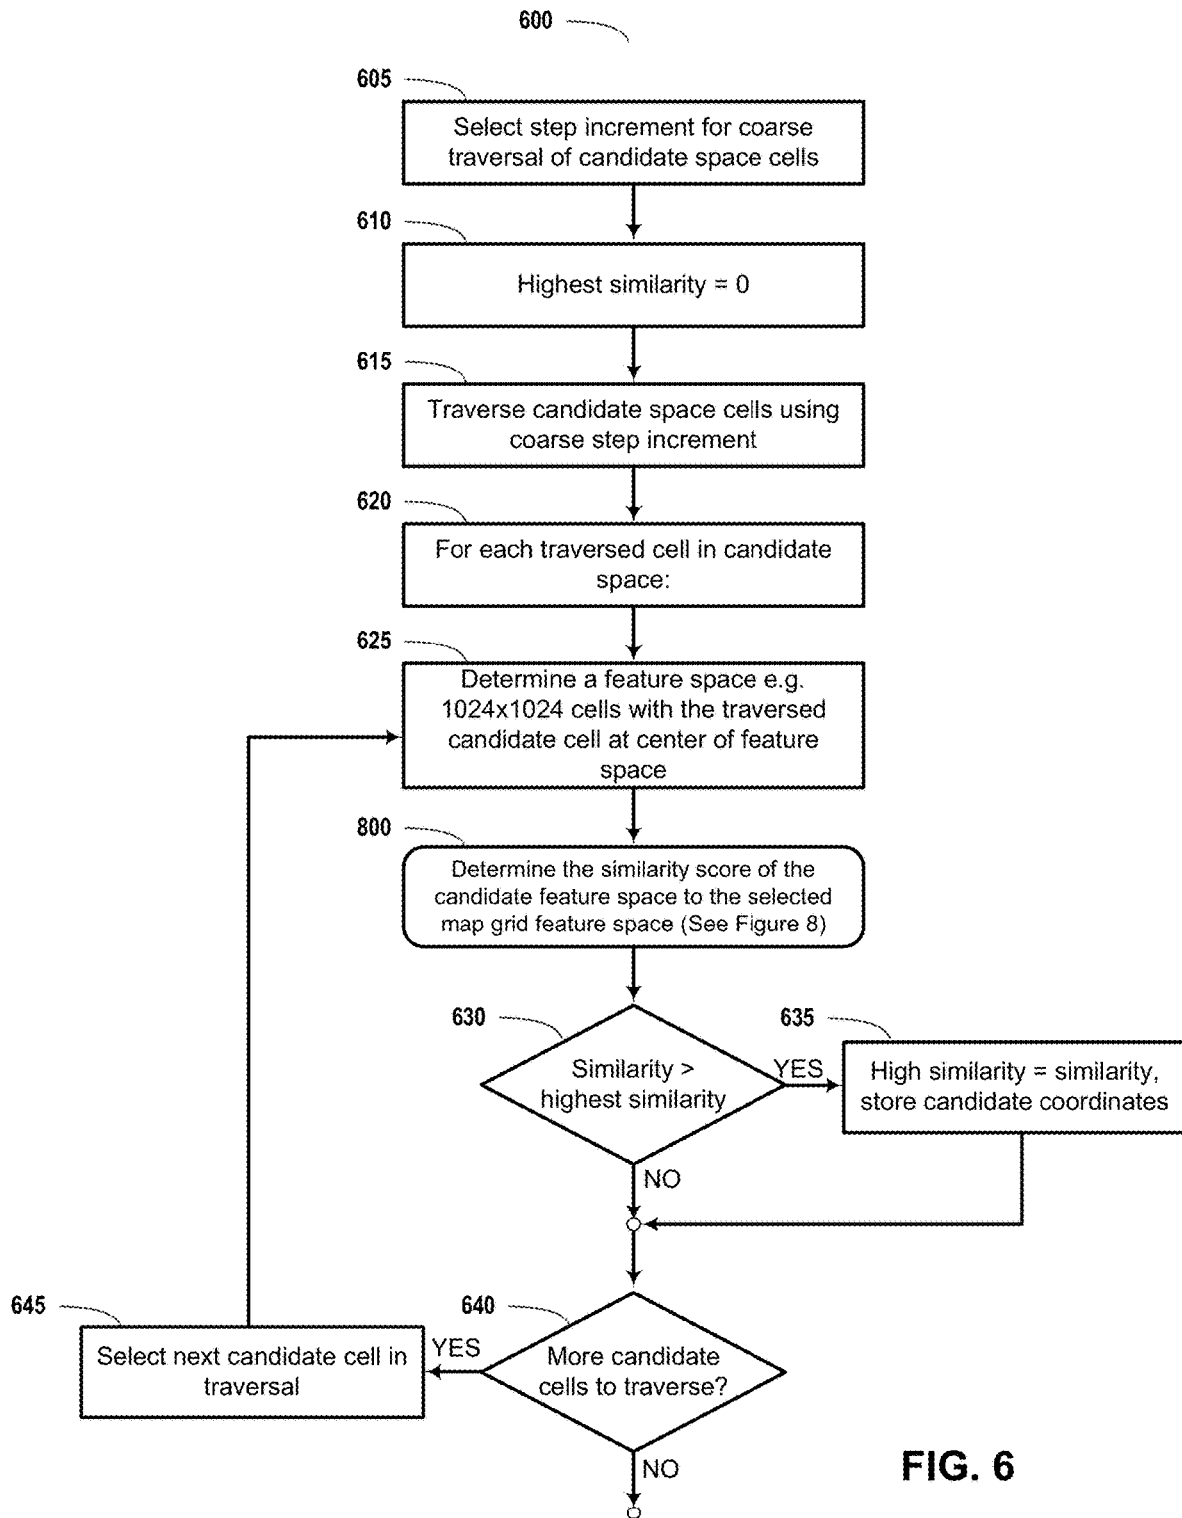 600
605
Select step increment for coarse
traversal of candidate space cells
610
Highest similarity = 0
615
Traverse candidate space cells using
coarse step increment
620
For each traversed cell in candidate
space:
625
Determine a feature space e.g.
1024x1024 cells with the traversed
candidate cell at center of feature
space
800
Determine the similarity score of the
candidate feature space to the selected
map grid feature space (See Figure 8)
630
Similarity >
highest similarity
YES
635
High similarity = similarity,
store candidate coordinates
NO
640
More candidate
cells to traverse?
YES
645
Select next candidate cell in
traversal
NO
FIG. 6